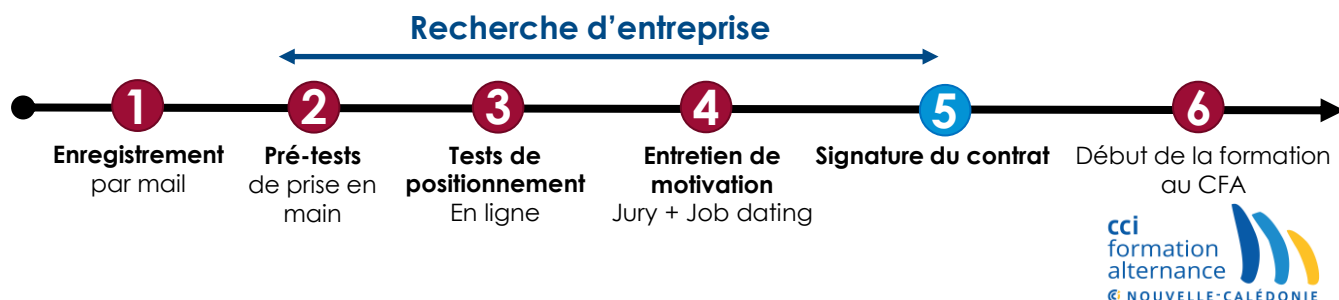 Recherche d'entreprise
1
2
3
4
5
6
Enregistrement
par mail
Pré-tests
de prise en
main
Tests de
positionnement
En ligne
Entretien de
motivation
Jury + Job dating
Signature du contrat
Début de la formation
au CFA
cci
formation
alternance
NOUVELLE-CALÉDONIE